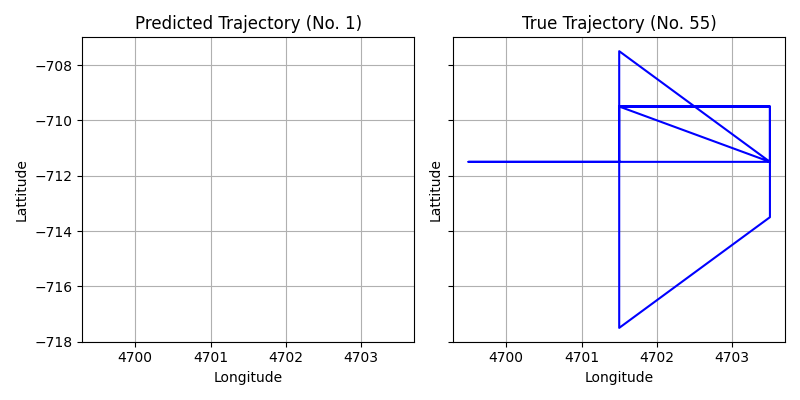 Predicted Trajectory (No. 1)
True Trajectory (No. 55)
Lattitude
−708
−710
−712
−714
−716
−718
4700
4701
4702
4703
Longitude
Lattitude
4700
4701
4702
4703
Longitude